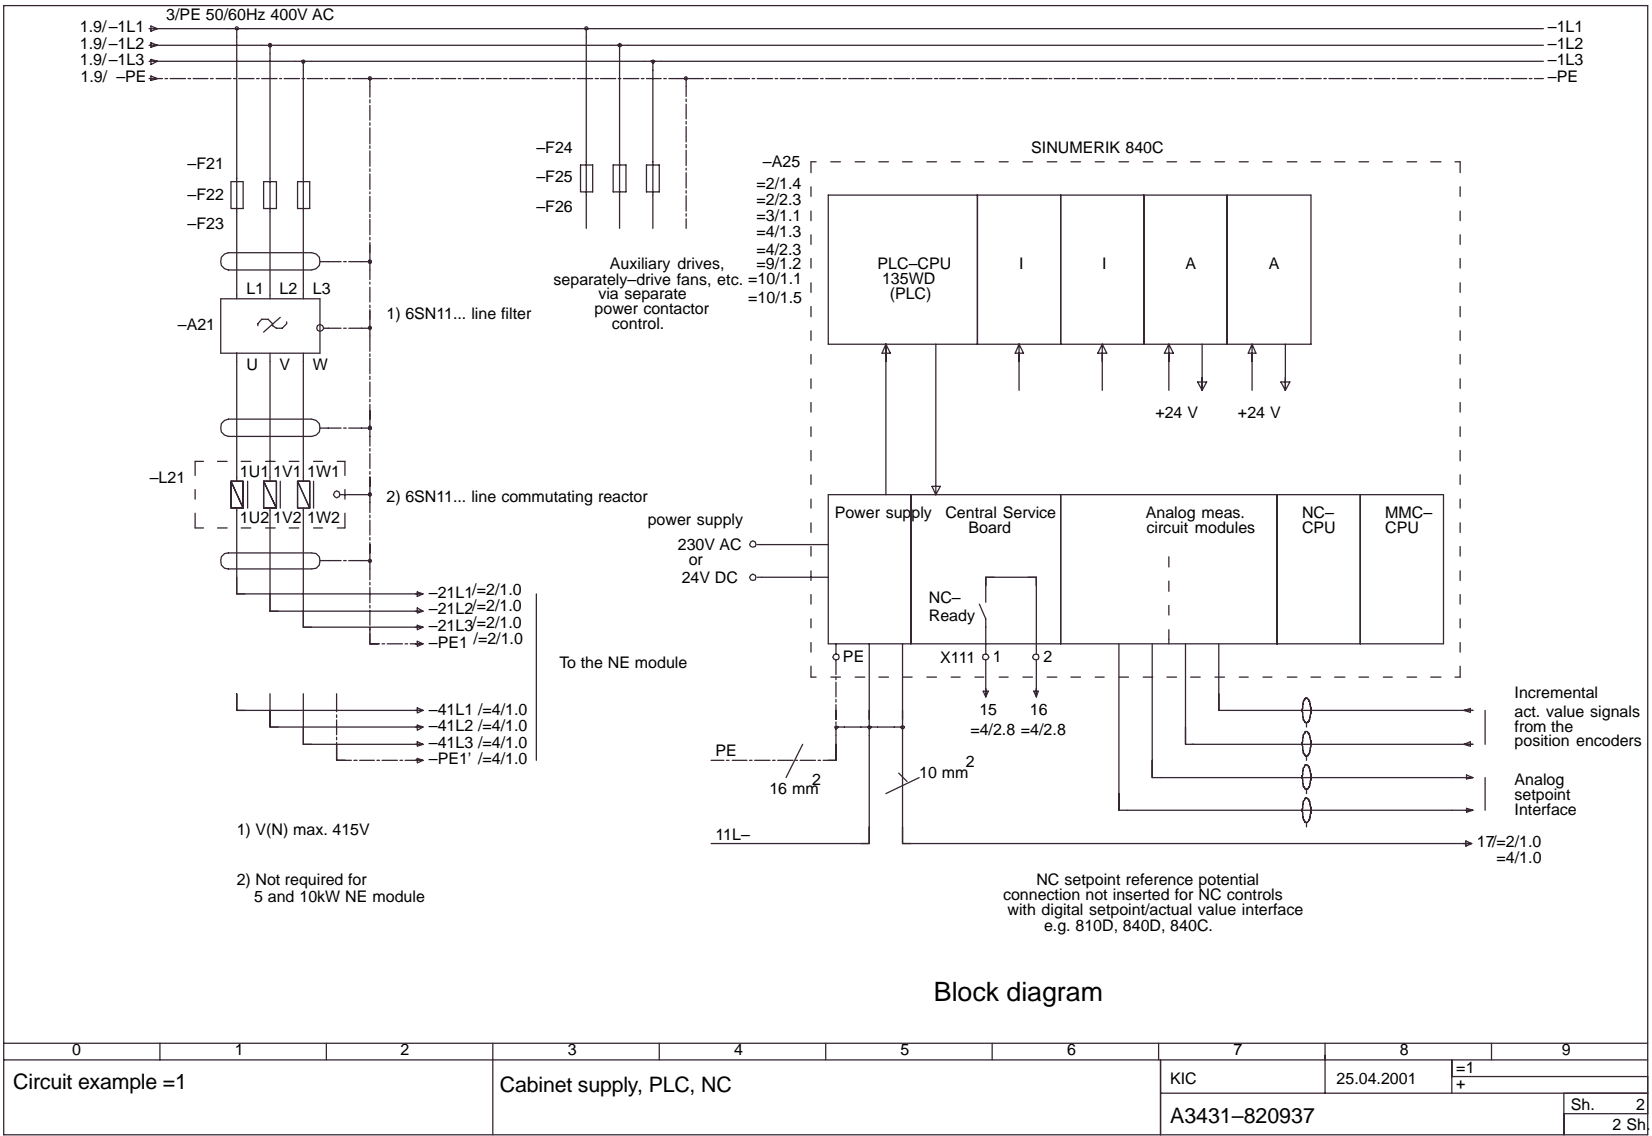 3/PE 50/60Hz 400V AC
1.9/–1L1
1.9/–1L2
1.9/–1L3
1.9/ –PE
–1L1
–1L2
–1L3
–PE
–F21
–F22
–F23
L1 L2 L3
–A21
U V W
1) 6SN11... line filter
–L21
1U1 1V1 1W1
1U2 1V2 1W2
2) 6SN11... line commutating reactor
–21L1/=2/1.0
–21L2/=2/1.0
–21L3/=2/1.0
–PE1 /=2/1.0
To the NE module
–41L1 /=4/1.0
–41L2 /=4/1.0
–41L3 /=4/1.0
–PE1' /=4/1.0
1) V(N) max. 415V
2) Not required for
5 and 10kW NE module
–F24
–F25
–F26
Auxiliary drives,
separately–drive fans, etc.
via separate
power contactor
control.
SINUMERIK 840C
–A25
=2/1.4
=2/2.3
=3/1.1
=4/1.3
=4/2.3
=9/1.2
=10/1.1
=10/1.5
PLC–CPU
135WD
(PLC)
I
I
A
A
+24 V
+24 V
power supply
230V AC
or
24V DC
Power supply
Central Service
Board
Analog meas.
circuit modules
NC–
CPU
MMC–
CPU
NC–
Ready
PE
X111 1 2
15 16
=4/2.8 =4/2.8
PE
16 mm2
10 mm2
11L–
Incremental
act. value signals
from the
position encoders
Analog
setpoint
Interface
17/=2/1.0
=4/1.0
NC setpoint reference potential
connection not inserted for NC controls
with digital setpoint/actual value interface
e.g. 810D, 840D, 840C.
Block diagram
0 1 2 3 4 5 6 7 8 9
Circuit example =1
Cabinet supply, PLC, NC
KIC
25.04.2001
=1
+
A3431–820937
Sh. 2
2 Sh